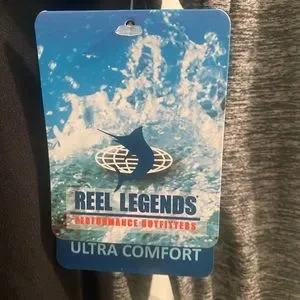 REEL LEGENDS
PERFORMANCE OUTFITTERS
ULTRA COMFORT